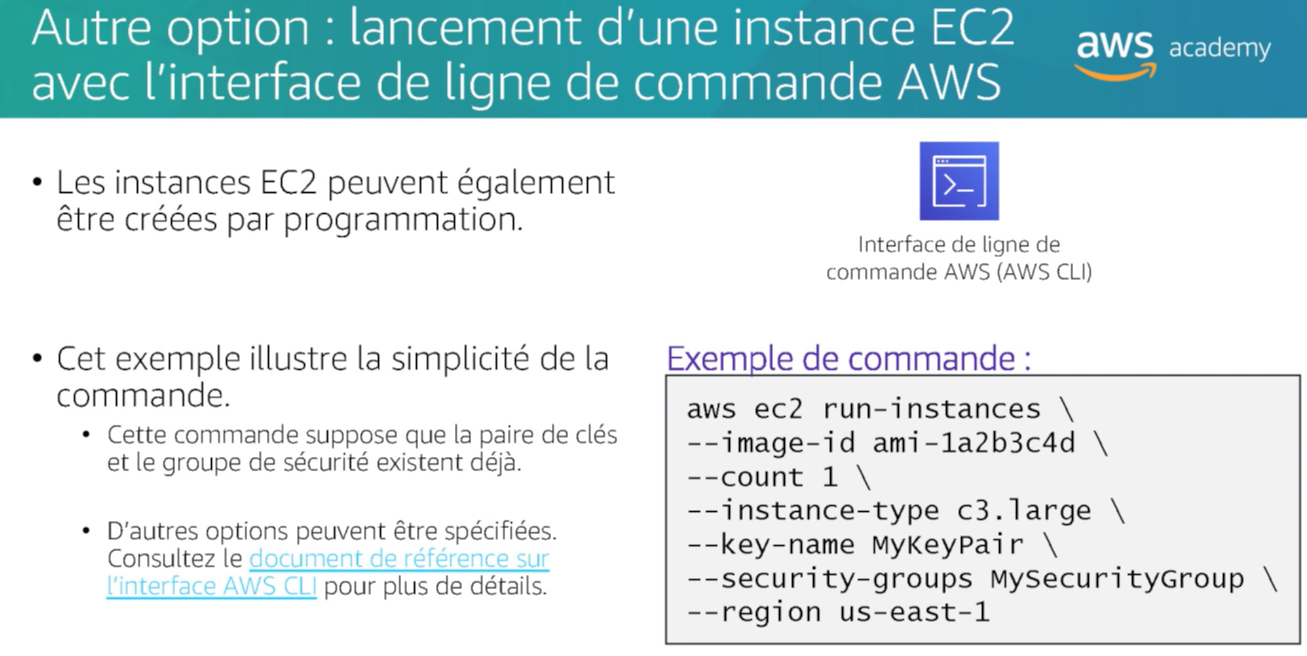 Autre option : lancement d’une instance EC2
avec l’interface de ligne de commande AWS
aws academy
• Les instances EC2 peuvent également
être créées par programmation.
Interface de ligne de
commande AWS (AWS CLI)
• Cet exemple illustre la simplicité de la
commande.
• Cette commande suppose que la paire de clés
et le groupe de sécurité existent déjà.
• D’autres options peuvent être spécifiées.
Consultez le document de référence sur
l’interface AWS CLI pour plus de détails.
Exemple de commande :
aws ec2 run-instances \
--image-id ami-1a2b3c4d \
--count 1 \
--instance-type c3.large \
--key-name MyKeyPair \
--security-groups MySecurityGroup \
--region us-east-1